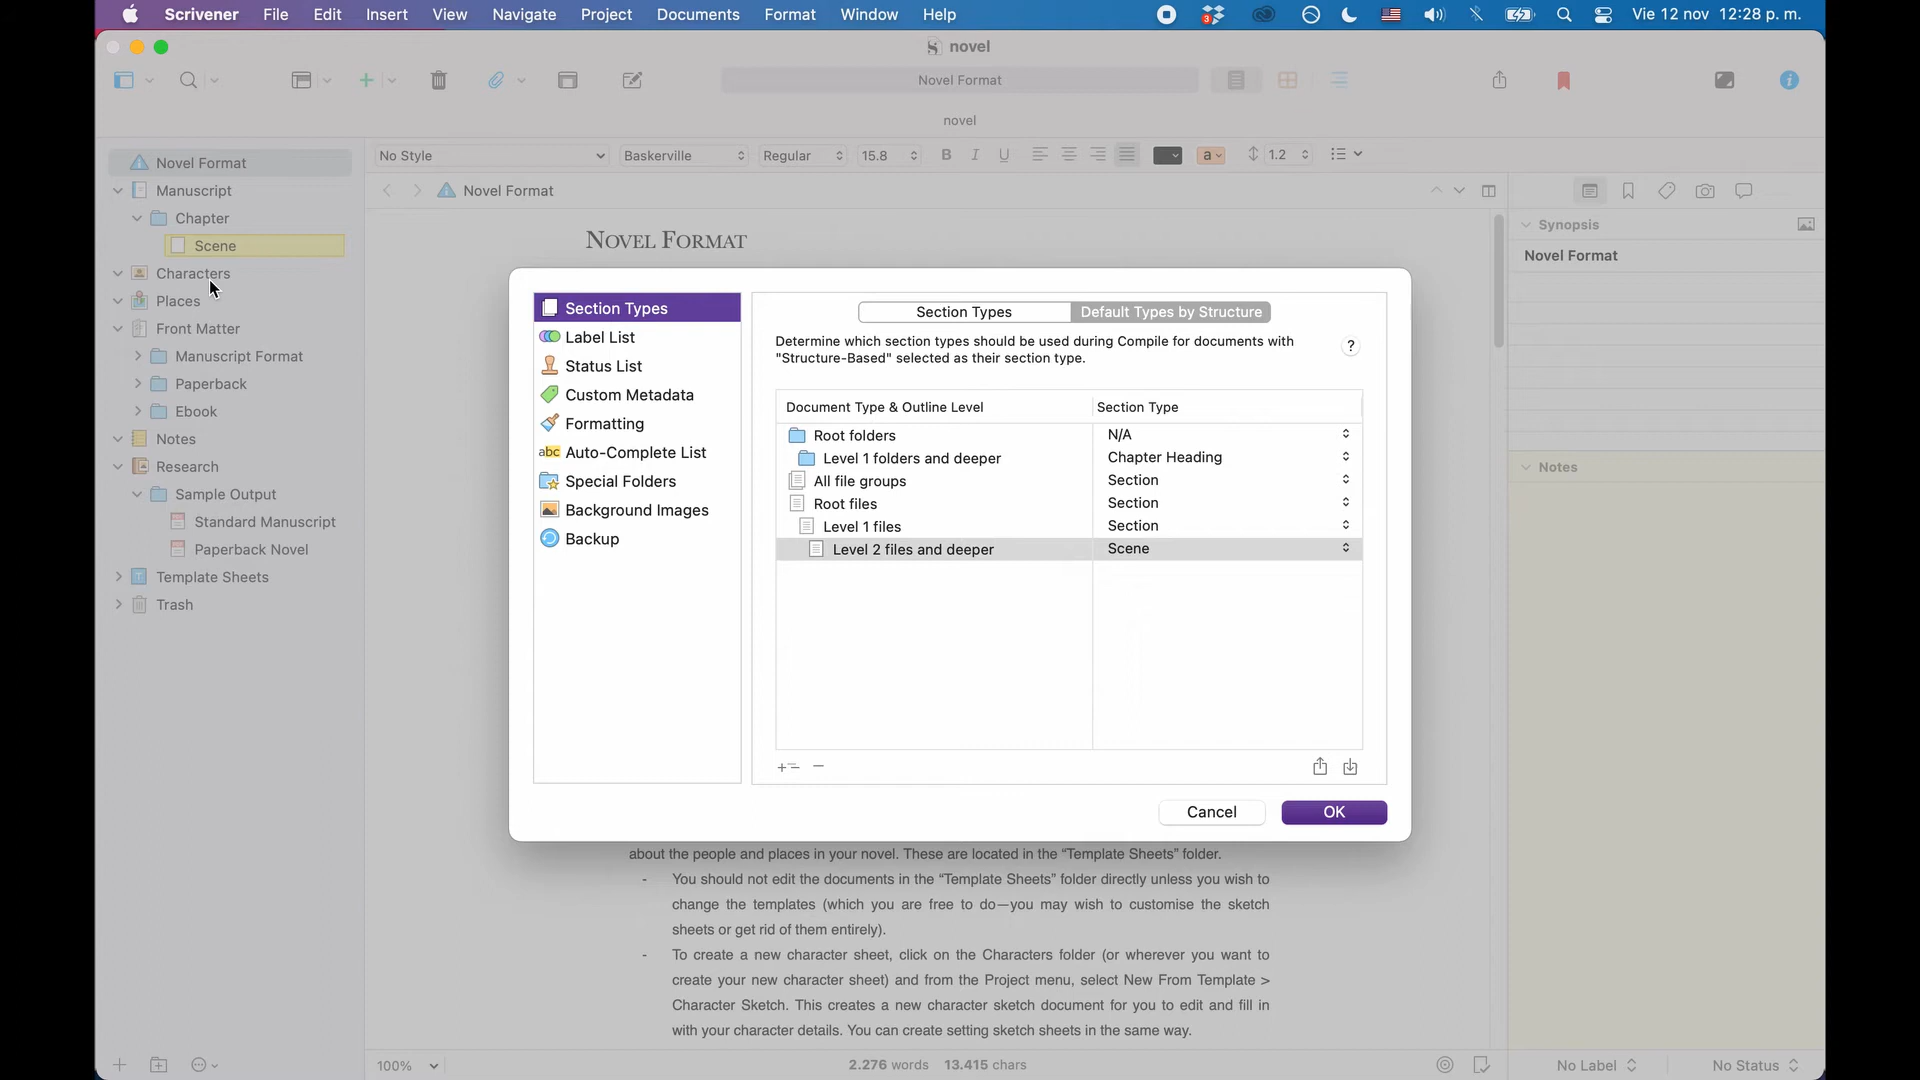 Scrivener File Edit Insert View Navigate Project Documents Format Window Help 3 Vie 12 nov 12:28 p. m.
novel
Novel Format
novel
No Style Baskerville Regular 15.8 B I U a 1.2
Novel Format
Novel Format
Manuscript
Chapter
Scene
Characters
Places
Front Matter
Manuscript Format
Paperback
Ebook
Notes
Research
Sample Output
Standard Manuscript
Paperback Novel
Template Sheets
Trash
NOVEL FORMAT
Section Types
Label List
Status List
Custom Metadata
Formatting
abc Auto-Complete List
Special Folders
Background Images
Backup
Section Types Default Types by Structure
Determine which section types should be used during Compile for documents with
"Structure-Based" selected as their section type.
?
Document Type & Outline Level Section Type
Root folders N/A
Level 1 folders and deeper Chapter Heading
All file groups Section
Root files Section
Level 1 files Section
Level 2 files and deeper Scene
Cancel OK
about the people and places in your novel. These are located in the “Template Sheets” folder.
- You should not edit the documents in the “Template Sheets” folder directly unless you wish to
change the templates (which you are free to do—you may wish to customise the sketch
sheets or get rid of them entirely).
- To create a new character sheet, click on the Characters folder (or wherever you want to
create your new character sheet) and from the Project menu, select New From Template >
Character Sketch. This creates a new character sketch document for you to edit and fill in
with your character details. You can create setting sketch sheets in the same way.
Synopsis
Novel Format
Notes
100% 2.276 words 13.415 chars No Label No Status